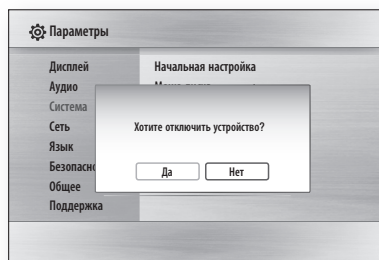 Параметры
Дисплей
Аудио
Система
Сеть
Язык
Общее
Поддержка
Начальная настройка
Хотите отключить устройство?
Да Нет